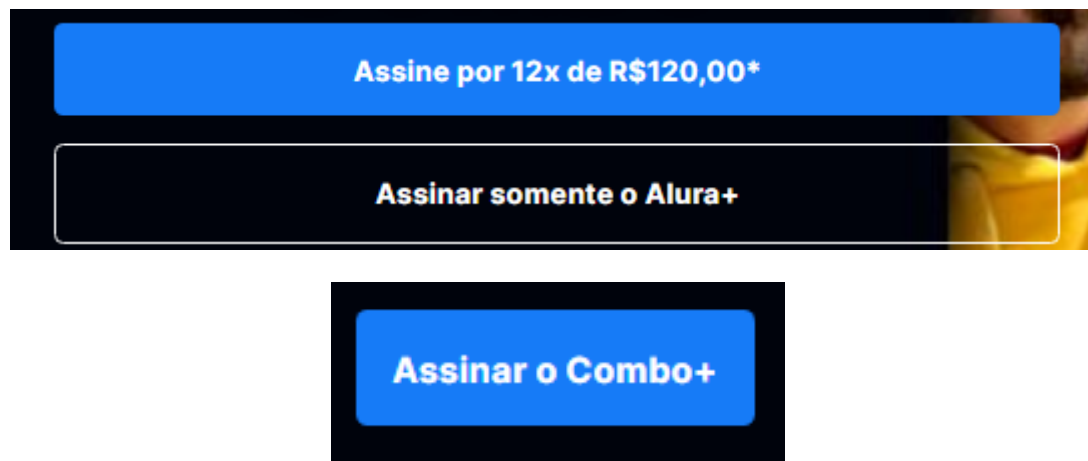 Assine por 12x de R$120,00*
Assinar somente o Alura+
Assinar o Combo+